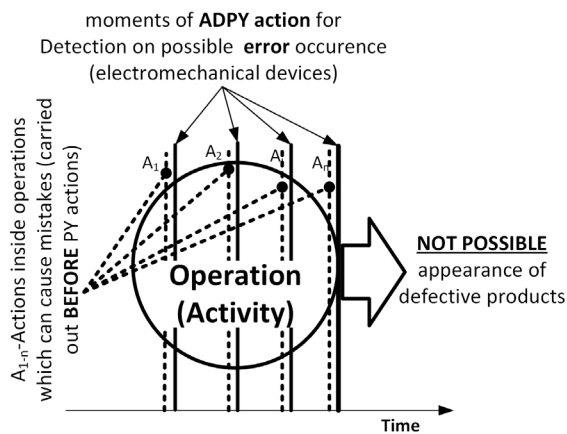 moments of ADPY action for
Detection on possible error occurence
(electromechanical devices)
A1-n-Actions inside operations
which can cause mistakes (carried
out BEFORE PY actions)
A1
A2
A
An
Operation
(Activity)
NOT POSSIBLE
appearance of
defective products
Time